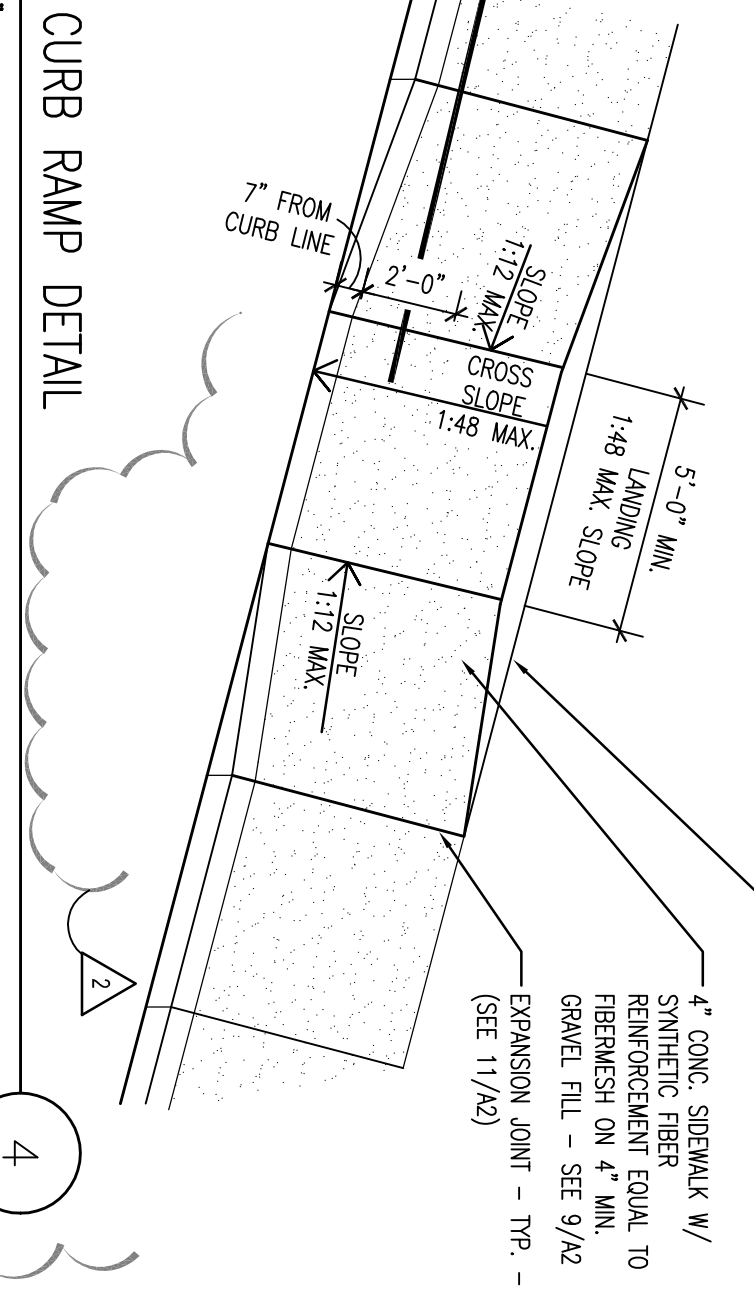 7" FROM
CURB LINE
2'-0"
SLOPE
1:12 MAX.
CROSS
SLOPE
1:48 MAX.
5'-0" MIN.
LANDING
1:48 MAX. SLOPE
SLOPE
1:12 MAX.
4" CONC. SIDEWALK W/
SYNTHETIC FIBER
REINFORCEMENT EQUAL TO
FIBERMESH ON 4" MIN.
GRAVEL FILL - SEE 9/A2
EXPANSION JOINT - TYP. -
(SEE 11/A2)
2
CURB RAMP DETAIL
4